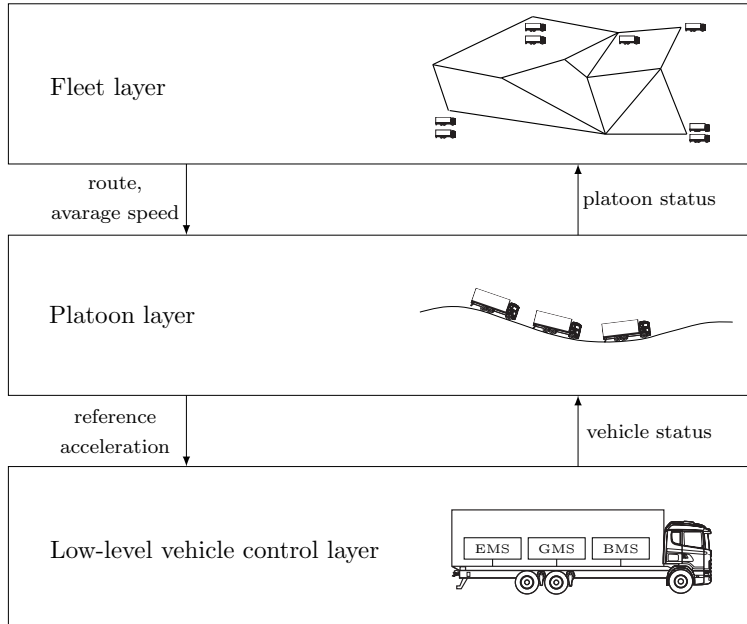 Fleet layer
route,
avarage speed
platoon status
Platoon layer
reference
acceleration
vehicle status
Low-level vehicle control layer
EMS
GMS
BMS